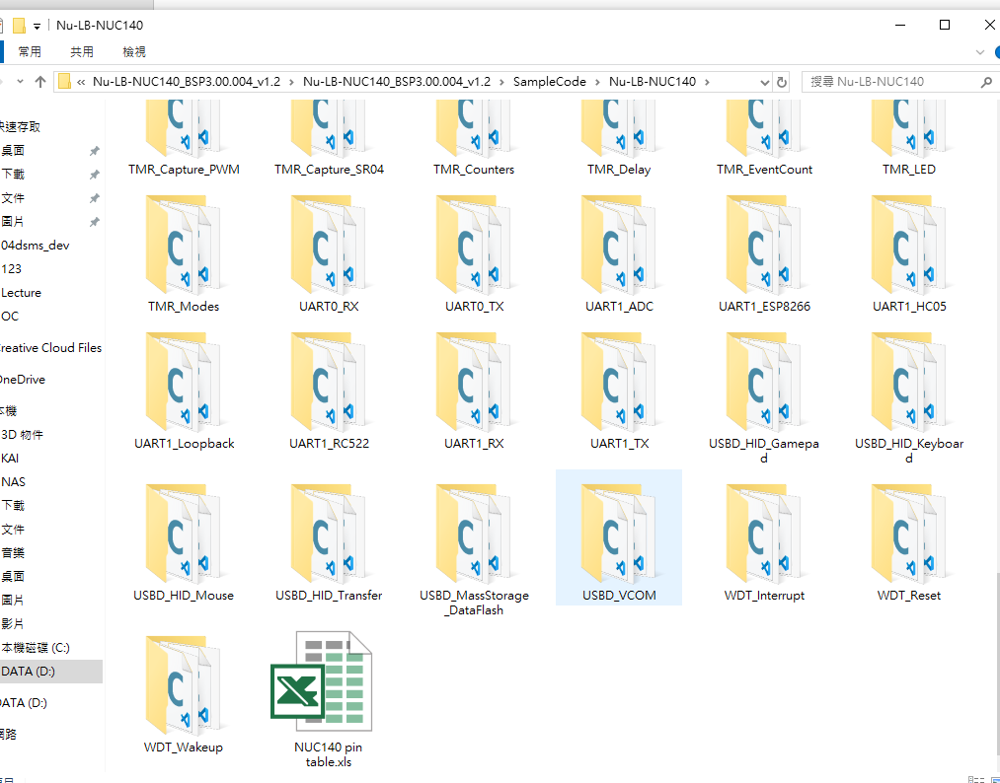 Nu-LB-NUC140
常用 共用 檢視
« Nu-LB-NUC140_BSP3.00.004_v1.2 › Nu-LB-NUC140_BSP3.00.004_v1.2 › SampleCode › Nu-LB-NUC140 ›
搜尋 Nu-LB-NUC140
快速存取
桌面
下載
文件
圖片
04dsms_dev
123
Lecture
OC
Creative Cloud Files
OneDrive
本機
3D 物件
KAI
NAS
下載
文件
音樂
桌面
圖片
影片
本機磁碟 (C:)
DATA (D:)
DATA (D:)
網路
TMR_Capture_PWM
TMR_Capture_SR04
TMR_Counters
TMR_Delay
TMR_EventCount
TMR_LED
TMR_Modes
UART0_RX
UART0_TX
UART1_ADC
UART1_ESP8266
UART1_HC05
UART1_Loopback
UART1_RC522
UART1_RX
UART1_TX
USBD_HID_Gamepa
d
USBD_HID_Keyboar
d
USBD_HID_Mouse
USBD_HID_Transfer
USBD_MassStorage
_DataFlash
USBD_VCOM
WDT_Interrupt
WDT_Reset
WDT_Wakeup
NUC140 pin
table.xls